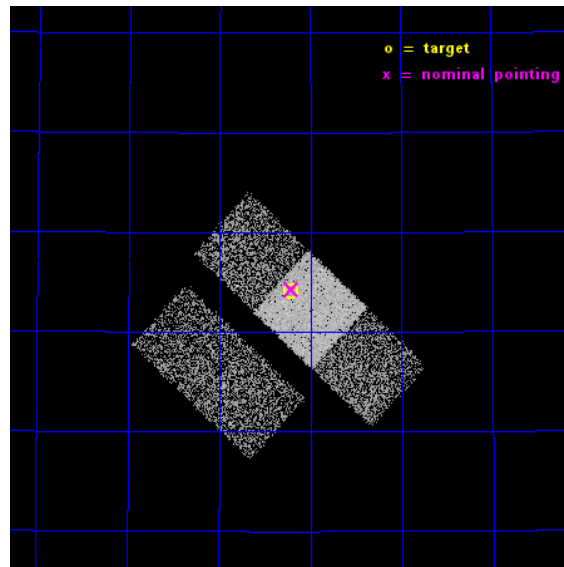 o = target
x = nominal pointing